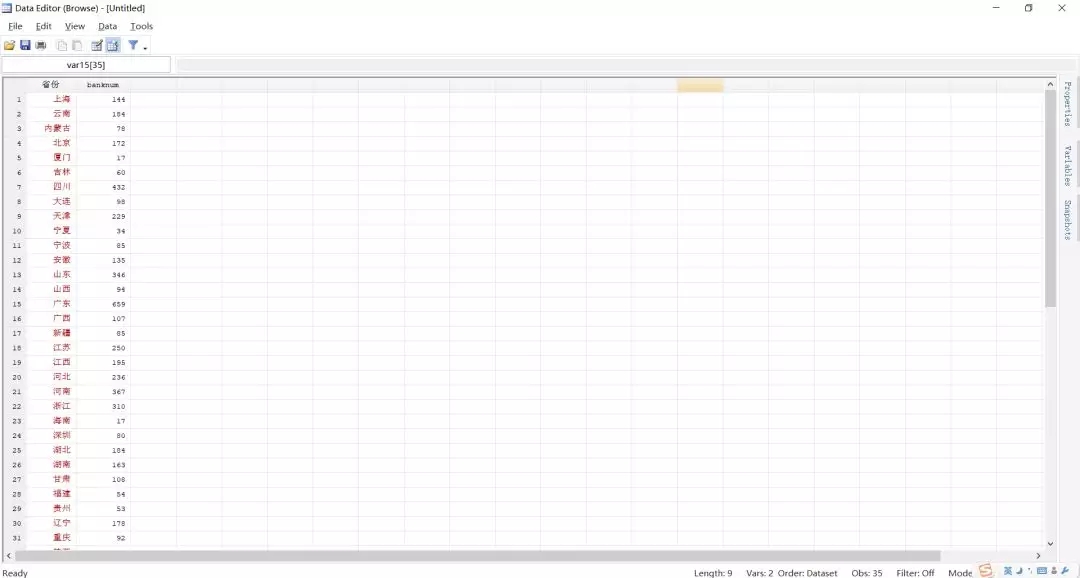 Data Editor (Browse) - [Untitled]
File Edit View Data Tools
var15[35]
省份 banknum
1 上海 144
2 云南 184
3 内蒙古 78
4 北京 172
5 厦门 17
6 吉林 60
7 四川 432
8 大连 98
9 天津 229
10 宁夏 34
11 宁波 85
12 安徽 135
13 山东 346
14 山西 94
15 广东 659
16 广西 107
17 新疆 85
18 江苏 250
19 江西 195
20 河北 236
21 河南 367
22 浙江 310
23 海南 17
24 深圳 80
25 湖北 184
26 湖南 163
27 甘肃 108
28 福建 54
29 贵州 53
30 辽宁 178
31 重庆 92
Properties
Variables
Snapshots
Ready Length: 9 Vars: 2 Order: Dataset Obs: 35 Filter: Off Mode 英